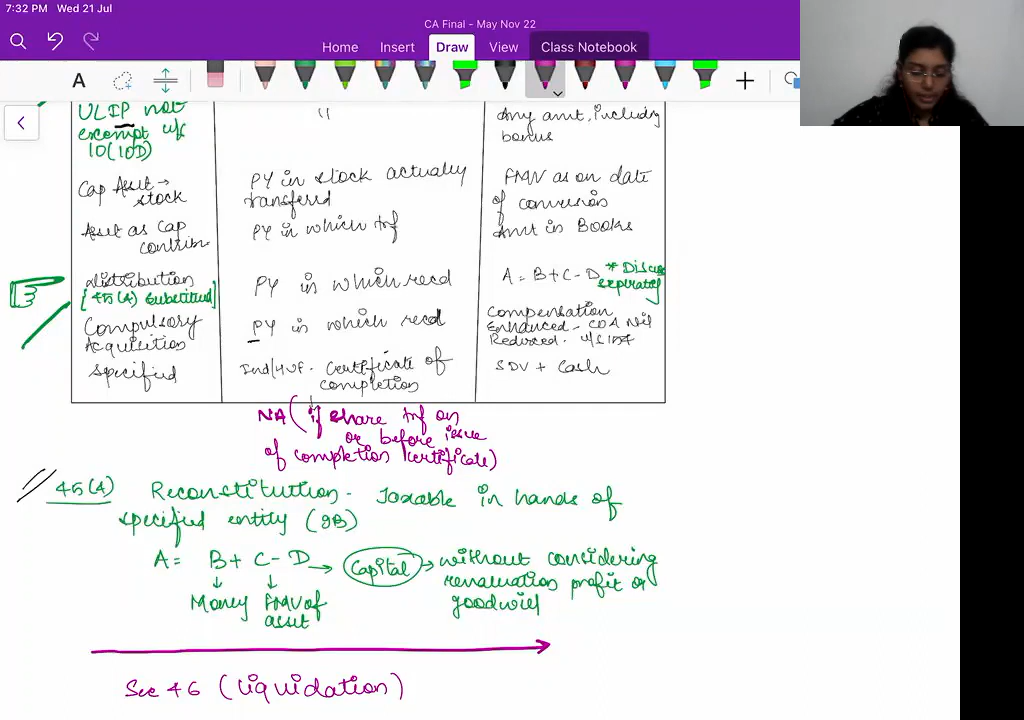 7:32 PM Wed 21 Jul
CA Final - May Nov 22
Home Insert Draw View Class Notebook
A
ULIP not
exempt u/s
10(10D)
"
Any amt, including
bonus
Cap Asset →
stock
PY in stock actually
transferred
FMV as on date
of conversion
Asset as cap
contribn
PY in which trf
Amt in Books
distribution
[45(4) substituted]
PY in which recd
A = B + C - D * Discuss
seperately
Compulsory
Acquisition
PY in which recd
Compensation
Enhanced - COA Nil
Reduced - u/s 155
Specified
Ind/HUF - Certificate of
completion
SDV + Cash
NA (if share trf on
or before issue
of completion certificate)
45(4) Reconstitution - Taxable in hands of
specified entity (9B)
A = B + C - D → Capital → without considering
revaluation profit or
goodwill
Money FMV of
asset
Sec 46 (liquidation)